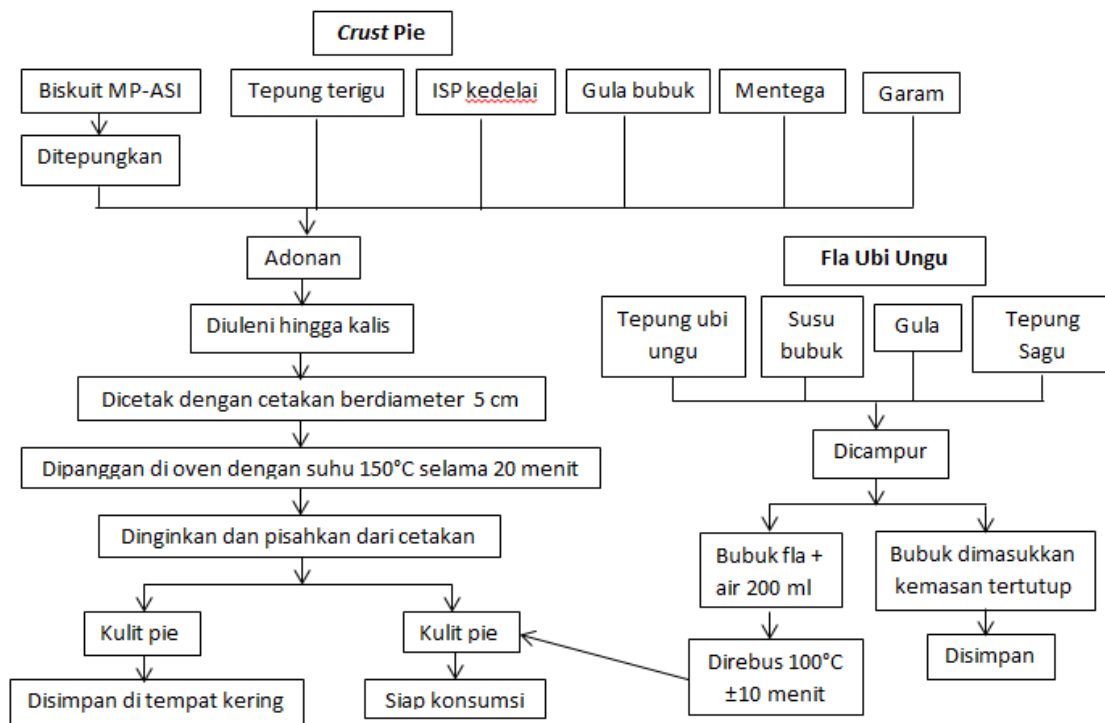 Crust Pie
Biskuit MP-ASI
Tepung terigu
ISP kedelai
Gula bubuk
Mentega
Garam
Ditepungkan
Adonan
Diuleni hingga kalis
Dicetak dengan cetakan berdiameter 5 cm
Dipanggan di oven dengan suhu 150°C selama 20 menit
Dinginkan dan pisahkan dari cetakan
Kulit pie
Kulit pie
Disimpan di tempat kering
Siap konsumsi
Fla Ubi Ungu
Tepung ubi
ungu
Susu
bubuk
Gula
Tepung
Sagu
Dicampur
Bubuk fla +
air 200 ml
Bubuk dimasukkan
kemasan tertutup
Direbus 100°C
±10 menit
Disimpan